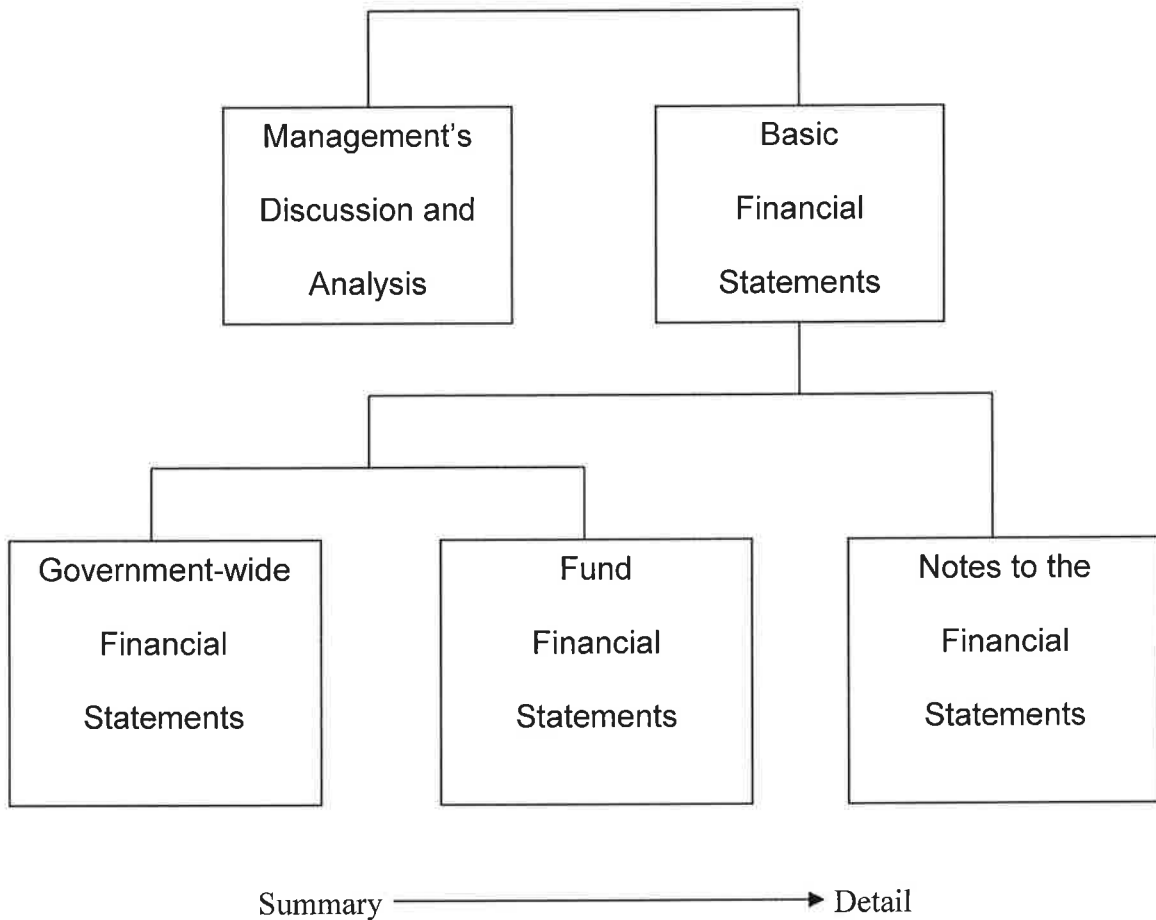 Management's
Discussion and
Analysis
Basic
Financial
Statements
Government-wide
Financial
Statements
Fund
Financial
Statements
Notes to the
Financial
Statements
Summary
Detail